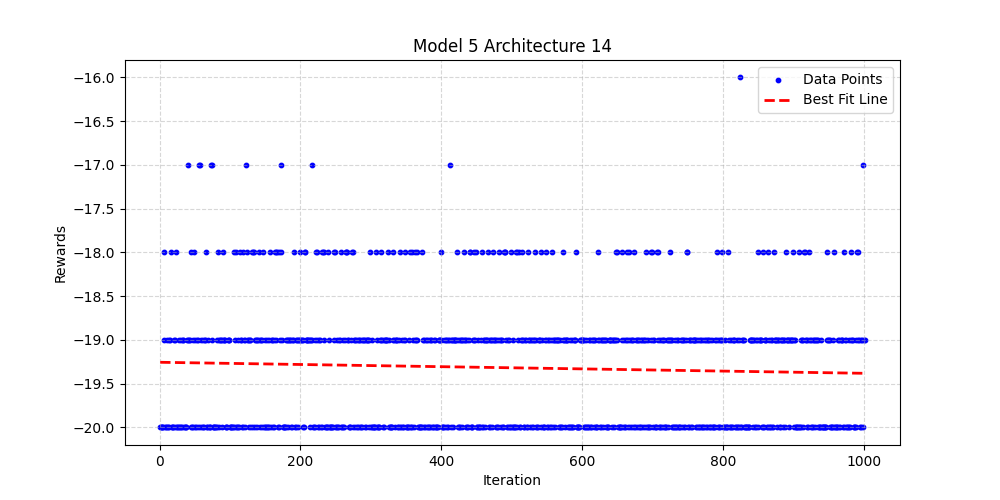 Model 5 Architecture 14
Data Points
Best Fit Line
Rewards
−16.0
−16.5
−17.0
−17.5
−18.0
−18.5
−19.0
−19.5
−20.0
0 200 400 600 800 1000
Iteration